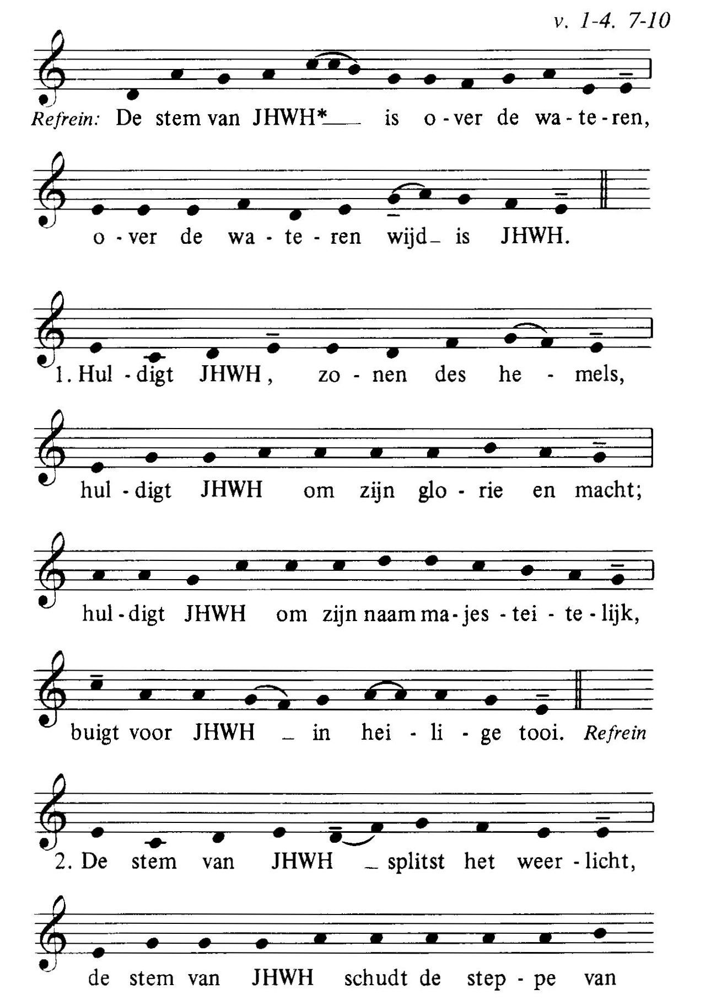 v. 1-4. 7-10
Refrein: De stem van JHWH*__ is o - ver de wa - te - ren,
o - ver de wa - te - ren wijd _ is JHWH.
1. Hul - digt JHWH, zo - nen des he - mels,
hul - digt JHWH om zijn glo - rie en macht;
hul - digt JHWH om zijn naam ma - jes - tei - te - lijk,
buigt voor JHWH _ in hei - li - ge tooi. Refrein
2. De stem van JHWH _ splitst het weer - licht,
de stem van JHWH schudt de step - pe van